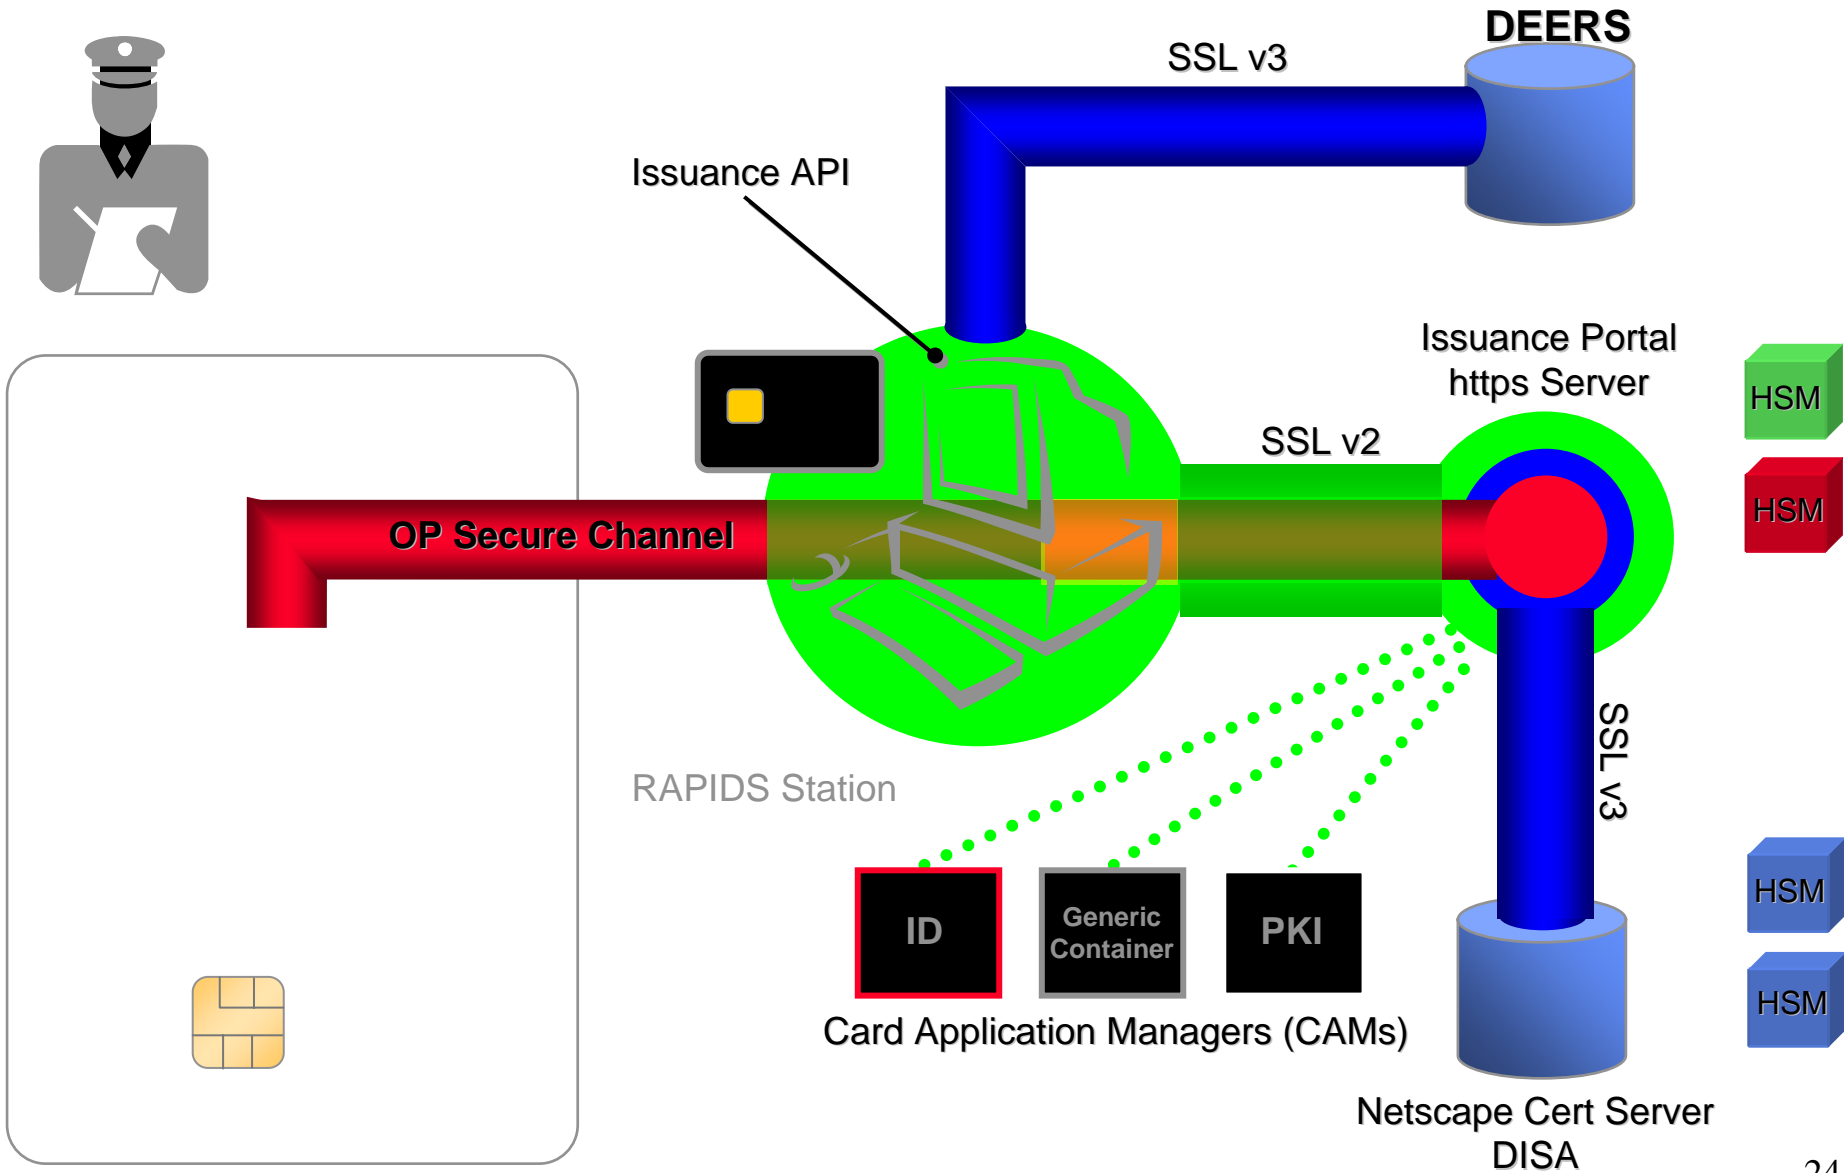 DEERS
SSL v3
Issuance API
Issuance Portal
https Server
HSM
SSL v2
HSM
OP Secure Channel
SSL v3
RAPIDS Station
HSM
ID
Generic
Container
PKI
HSM
Card Application Managers (CAMs)
Netscape Cert Server
DISA
24